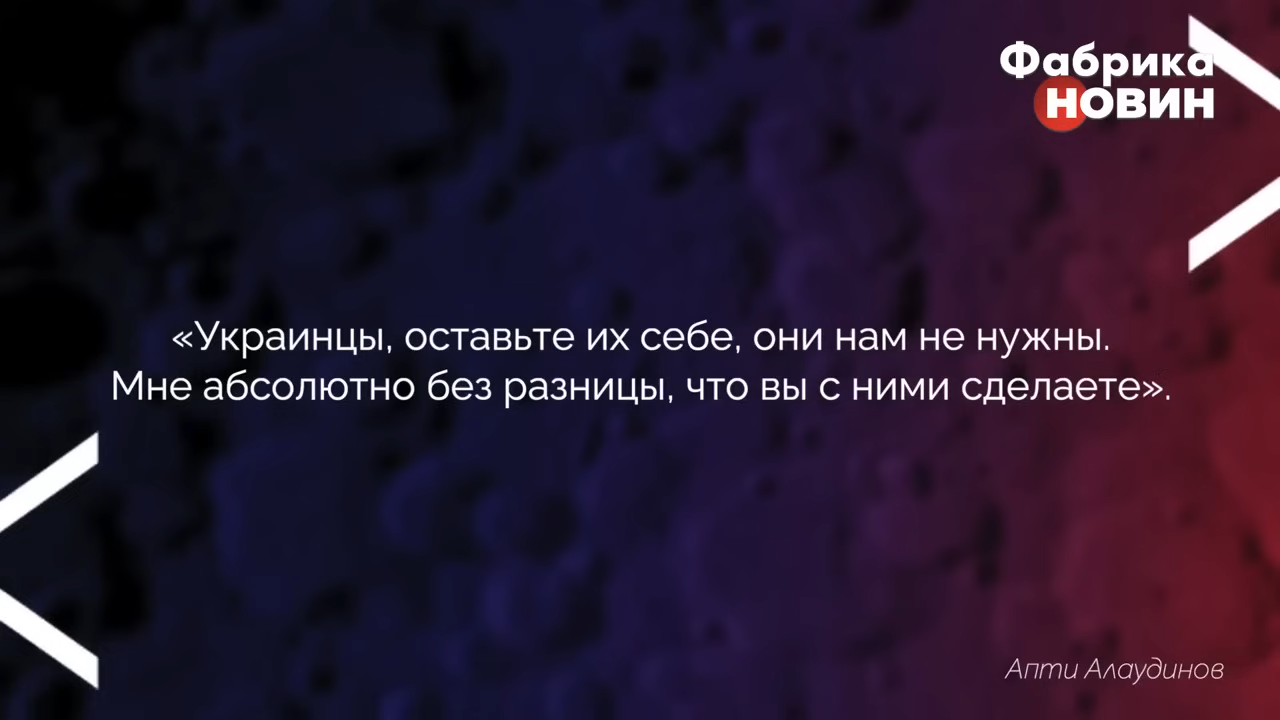 Фабрика
НОВИН
«Украинцы, оставьте их себе, они нам не нужны.
Мне абсолютно без разницы, что вы с ними сделаете».
Апти Алаудинов